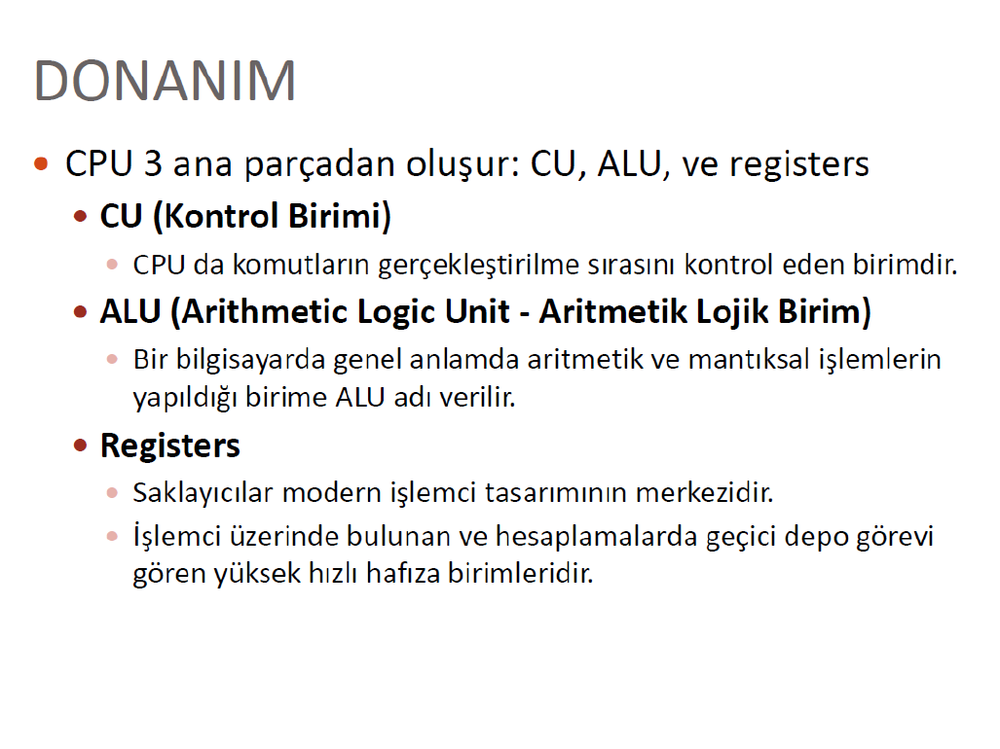 DONANIM
• CPU 3 ana parçadan oluşur: CU, ALU, ve registers
• CU (Kontrol Birimi)
• CPU da komutların gerçekleştirilme sırasını kontrol eden birimdir.
• ALU (Arithmetic Logic Unit - Aritmetik Lojik Birim)
• Bir bilgisayarda genel anlamda aritmetik ve mantıksal işlemlerin
yapıldığı birime ALU adı verilir.
• Registers
• Saklayıcılar modern işlemci tasarımının merkezidir.
• İşlemci üzerinde bulunan ve hesaplamalarda geçici depo görevi
gören yüksek hızlı hafıza birimleridir.